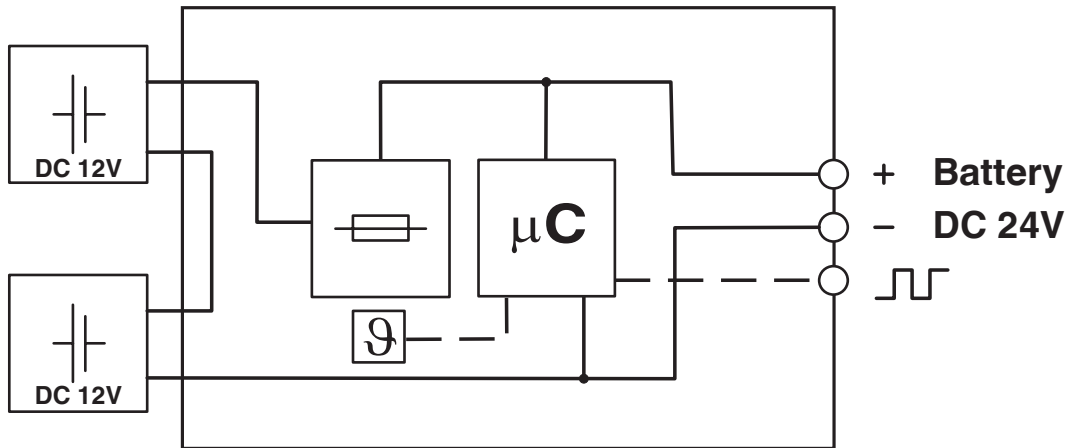 DC 12V
μC
+ Battery
− DC 24V
ϑ
DC 12V